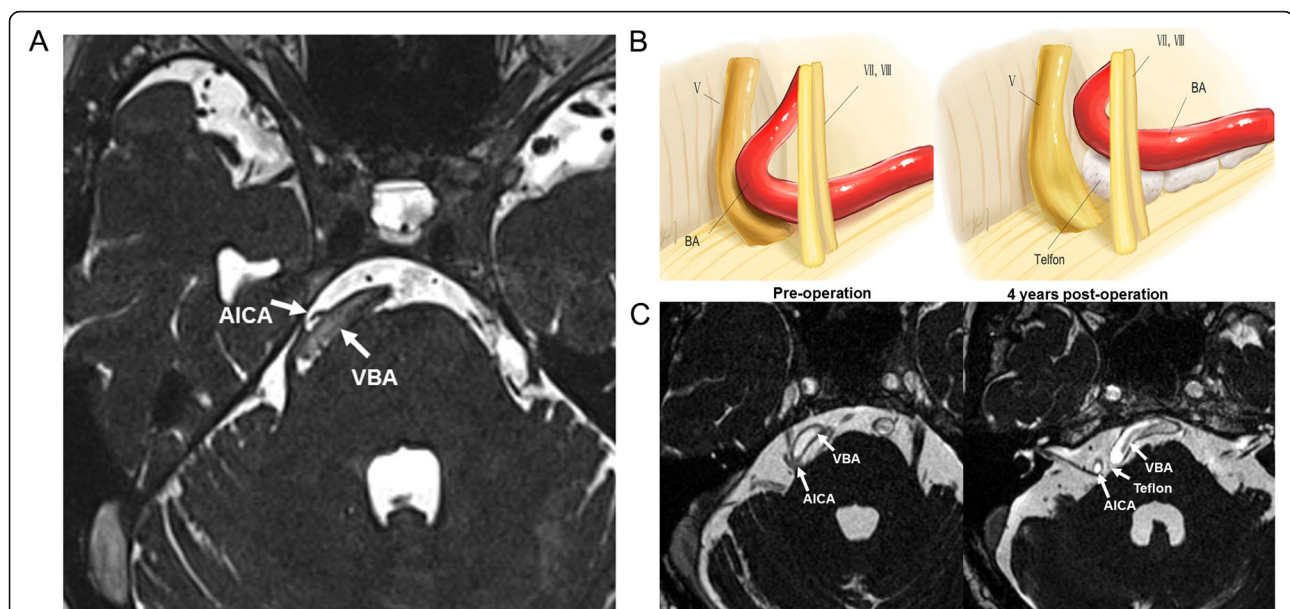 A
AICA
VBA
B
V
VII, VIII
BA
V
VII, VIII
BA
Telfon
Pre-operation
4 years post-operation
C
VBA
AICA
VBA
Teflon
AICA